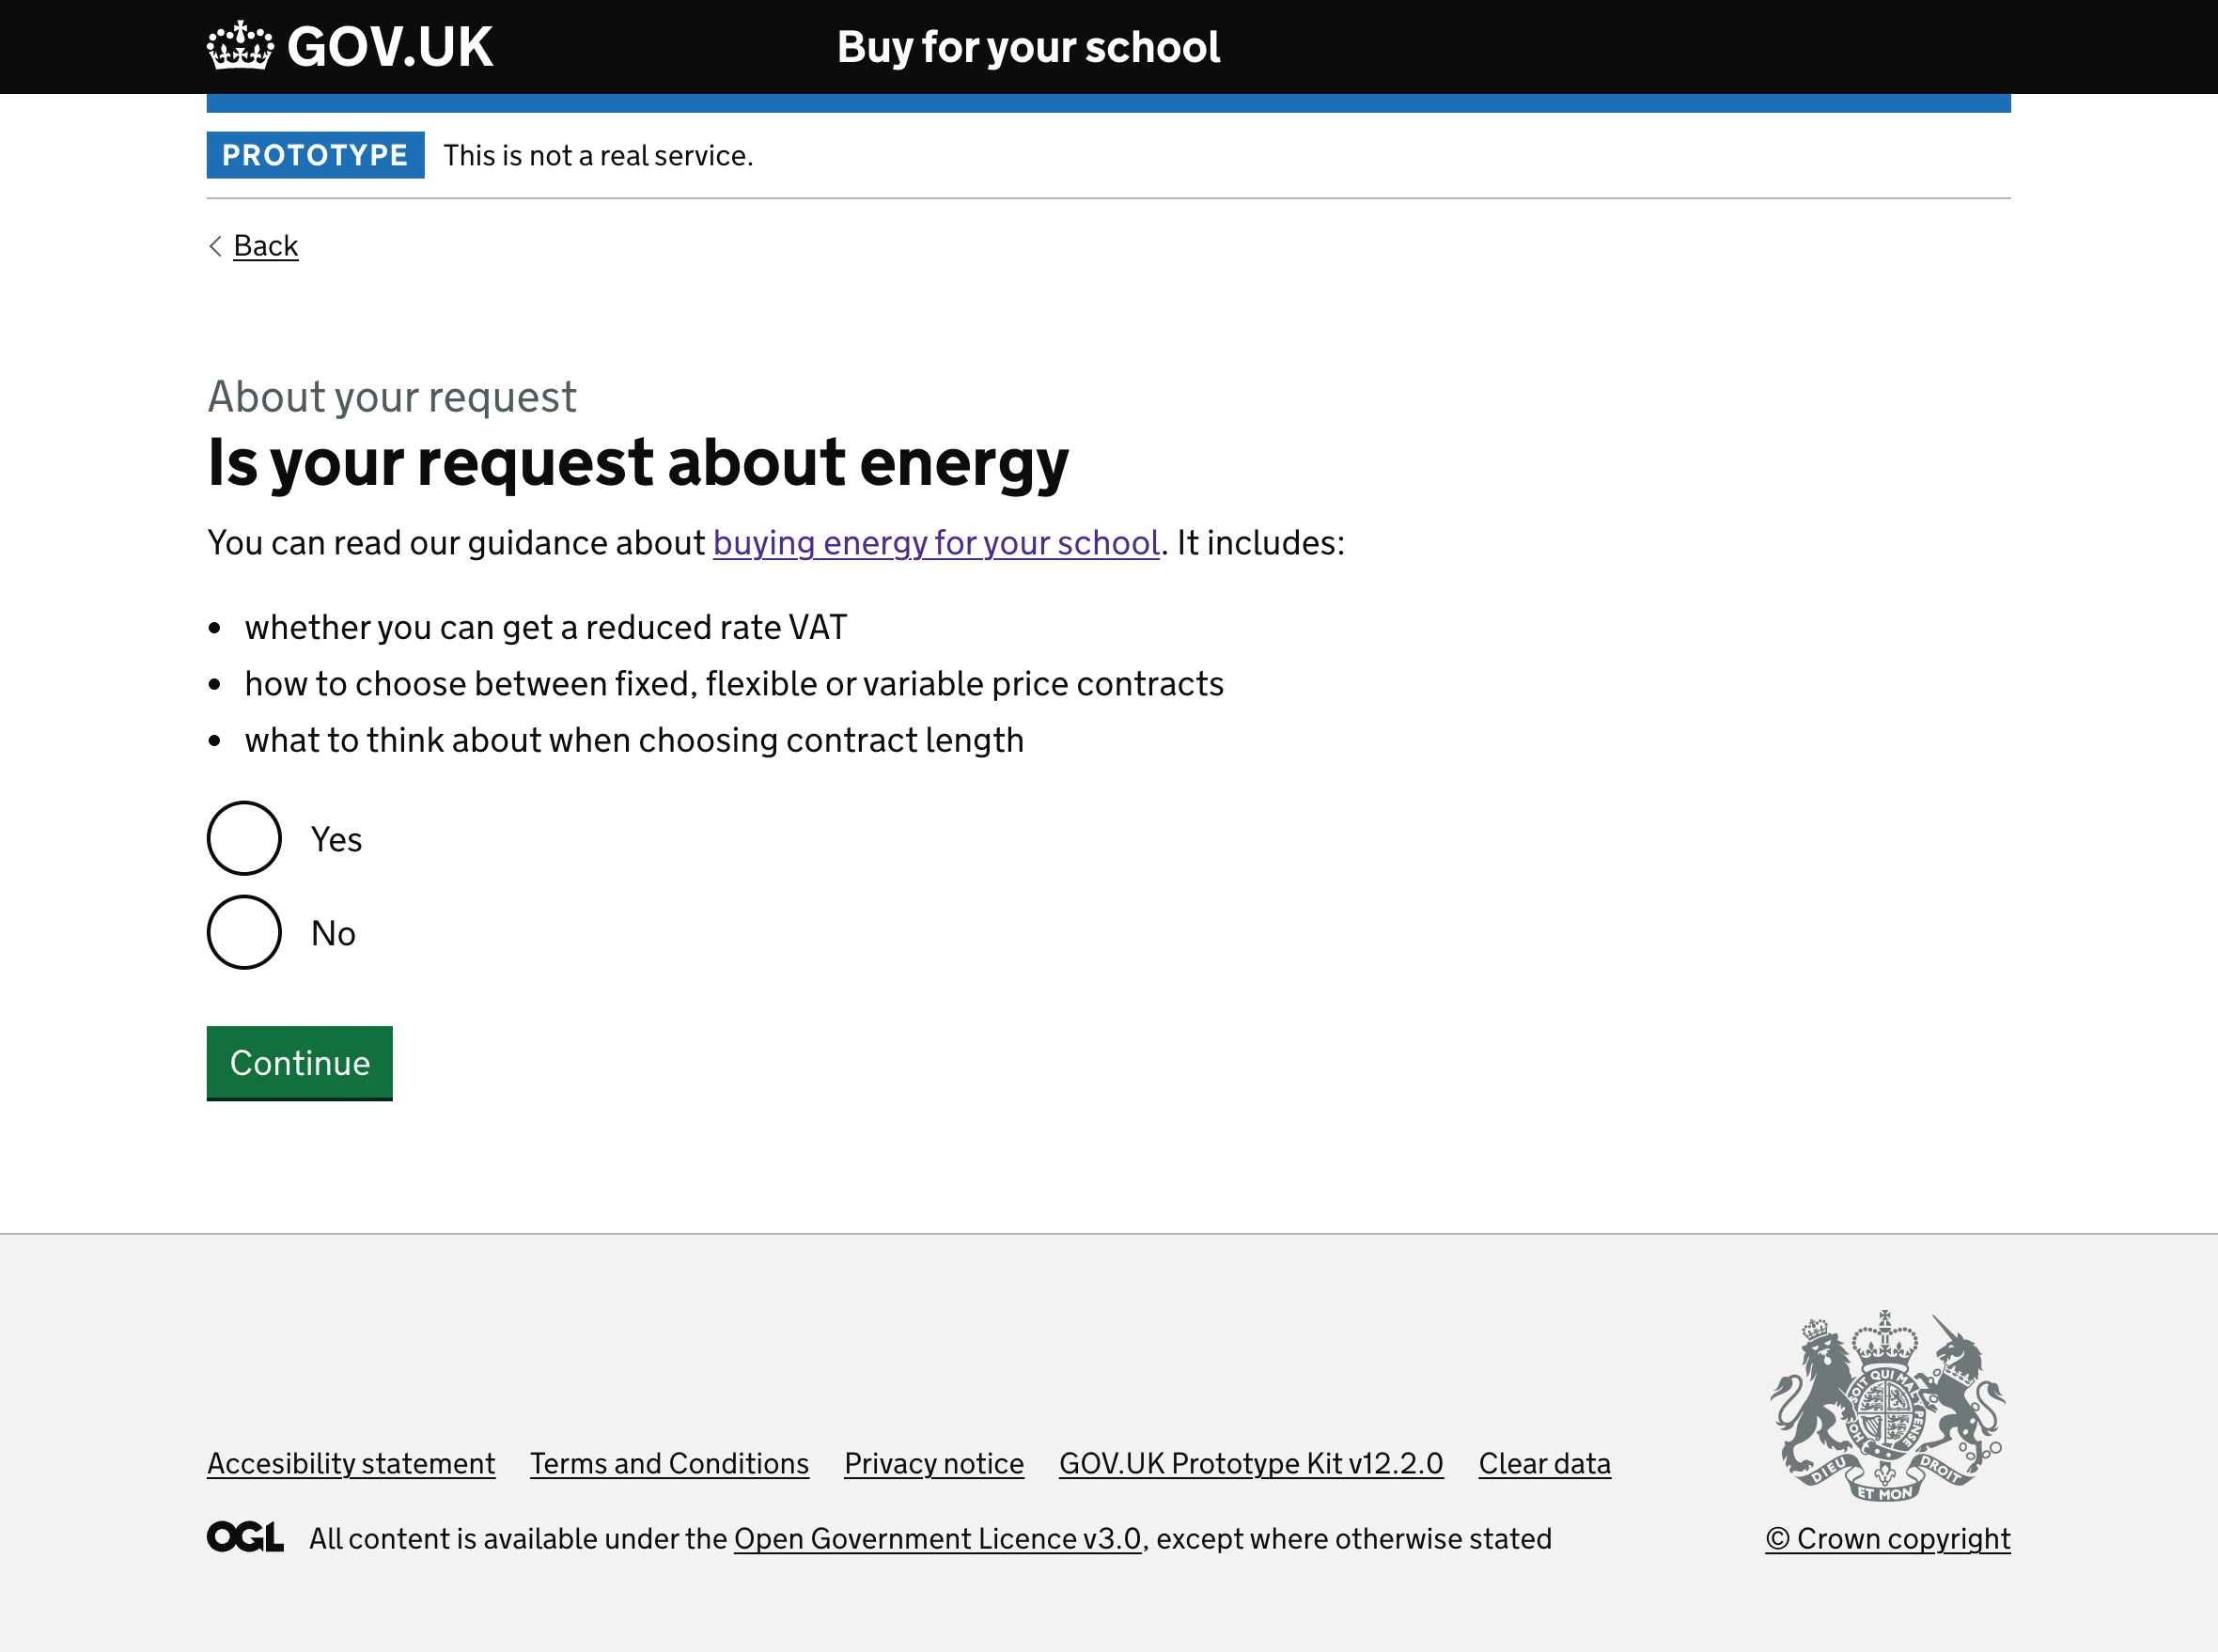 GOV.UK Buy for your school
PROTOTYPE This is not a real service.
Back
About your request
Is your request about energy
You can read our guidance about buying energy for your school. It includes:
• whether you can get a reduced rate VAT
• how to choose between fixed, flexible or variable price contracts
• what to think about when choosing contract length
Yes
No
Continue
Accesibility statement Terms and Conditions Privacy notice GOV.UK Prototype Kit v12.2.0 Clear data
OGL All content is available under the Open Government Licence v3.0, except where otherwise stated
DIEU ET MON DROIT
© Crown copyright